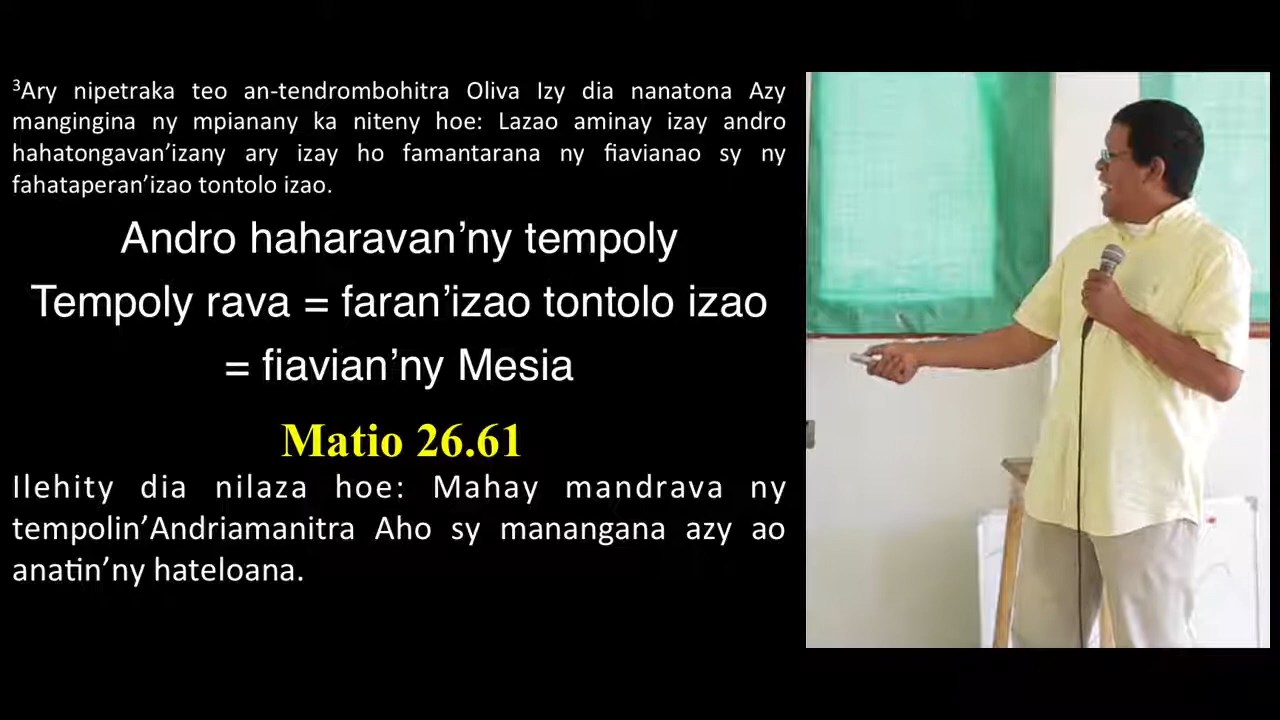 ³Ary nipetraka teo an-tendrombohitra Oliva Izy dia nanatona Azy
mangingina ny mpianany ka niteny hoe: Lazao aminay izay andro
hahatongavan’izany ary izay ho famantarana ny fiavianao sy ny
fahataperan’izao tontolo izao.
Andro haharavan’ny tempoly
Tempoly rava = faran’izao tontolo izao
= fiavian’ny Mesia
Matio 26.61
Ilehity dia nilaza hoe: Mahay mandrava ny
tempolin’Andriamanitra Aho sy manangana azy ao
anatin’ny hateloana.